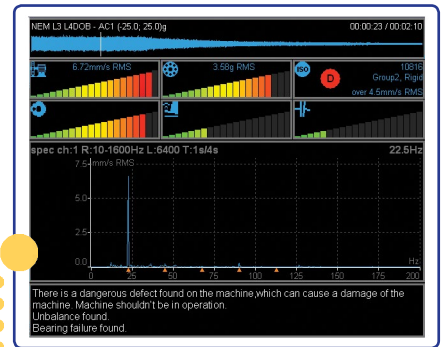 NEM L3 L4DOB - AC1 (-25.0; 25.0)g 00:00:23 / 00:02:10
6.72mm/s RMS 3.58g RMS ISO 10816
D Group2, Rigid
over 4.5mm/s RMS
spec ch:1 R:10-1600Hz L:6400 T:1s/4s 22.5Hz
7.5 mm/s RMS
5.0
2.5
0.0 Hz
0 25 50 75 100 125 150 175 200
There is a dangerous defect found on the machine,which can cause a damage of the
machine. Machine shouldn't be in operation.
Unbalance found.
Bearing failure found.